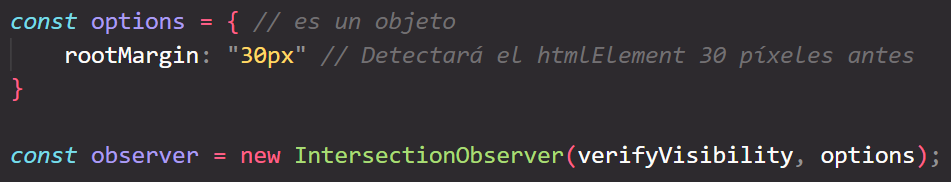 const options = { // es un objeto
    rootMargin: "30px" // Detectará el htmlElement 30 píxeles antes
}
const observer = new IntersectionObserver(verifyVisibility, options);